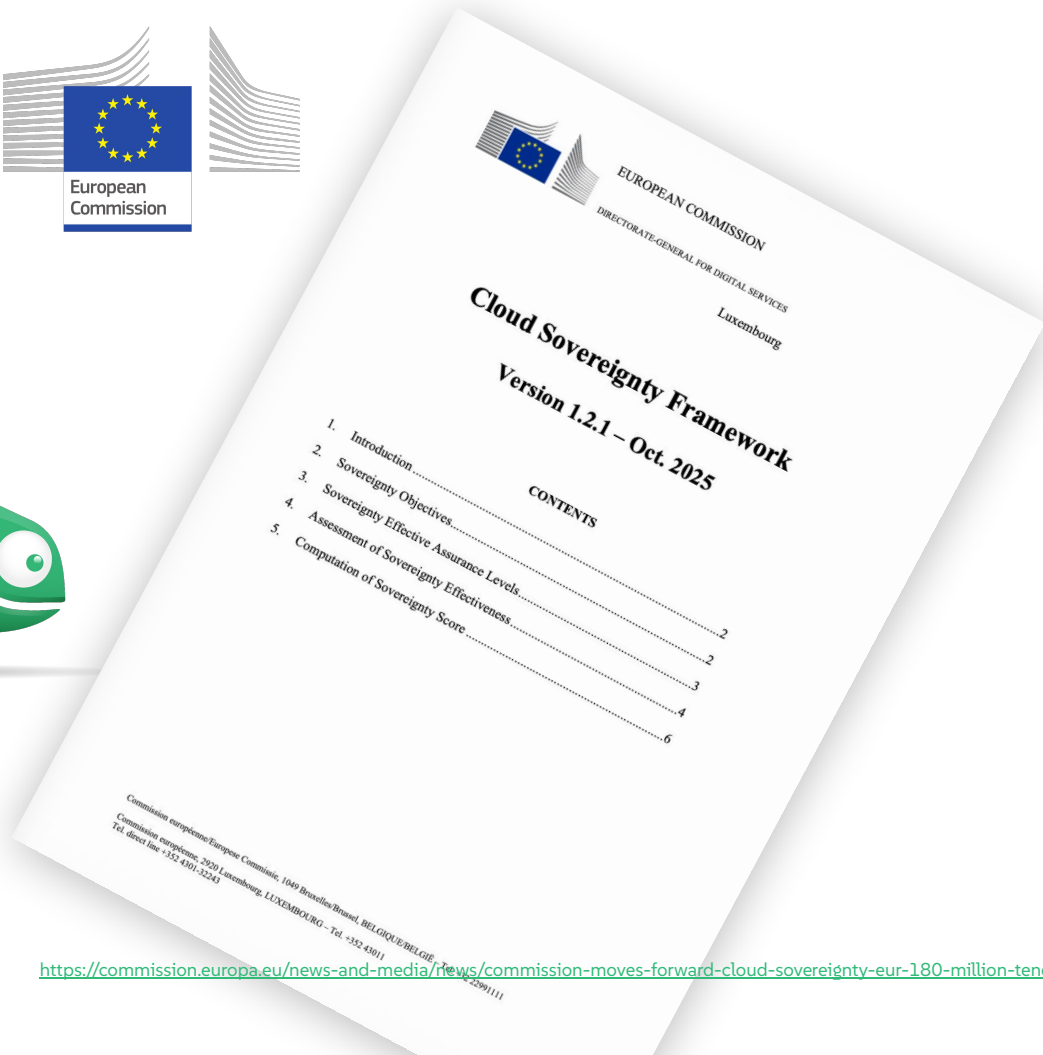 European
Commission
EUROPEAN COMMISSION
DIRECTORATE-GENERAL FOR DIGITAL SERVICES
Luxembourg
Cloud Sovereignty Framework
Version 1.2.1 – Oct. 2025
CONTENTS
1. Introduction 2
2. Sovereignty Objectives 2
3. Sovereignty Effective Assurance Levels 3
4. Assessment of Sovereignty Effectiveness 4
5. Computation of Sovereignty Score 6
Commission européenne/Europese Commissie, 1049 Bruxelles/Brussel, BELGIQUE/BELGIË - Tel. 22991111
Commission européenne, 2920 Luxembourg, LUXEMBOURG – Tel. +352 43011
Tel. direct line +352 4301-32243
https://commission.europa.eu/news-and-media/news/commission-moves-forward-cloud-sovereignty-eur-180-million-ten